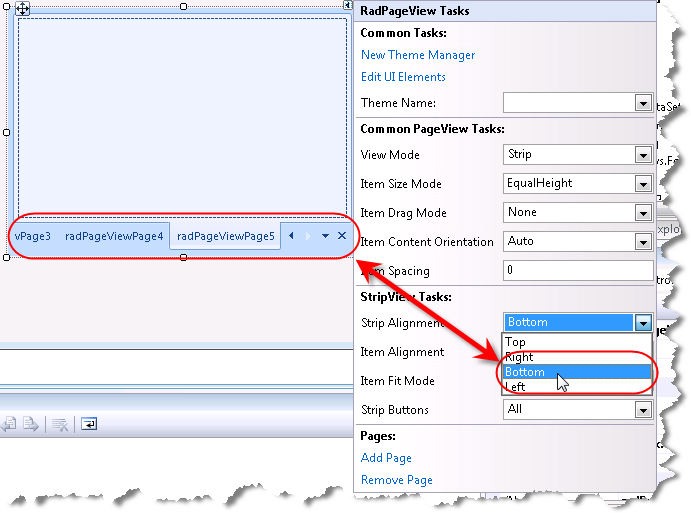 RadPageView Tasks
Common Tasks:
New Theme Manager
Edit UI Elements
Theme Name:
Common PageView Tasks:
View Mode Strip
Item Size Mode EqualHeight
Item Drag Mode None
Item Content Orientation Auto
Item Spacing 0
StripView Tasks:
Strip Alignment Bottom
Top
Right
Item Alignment
Bottom
Item Fit Mode
Left
Strip Buttons All
Pages:
Add Page
Remove Page
vPage3 radPageViewPage4 radPageViewPage5